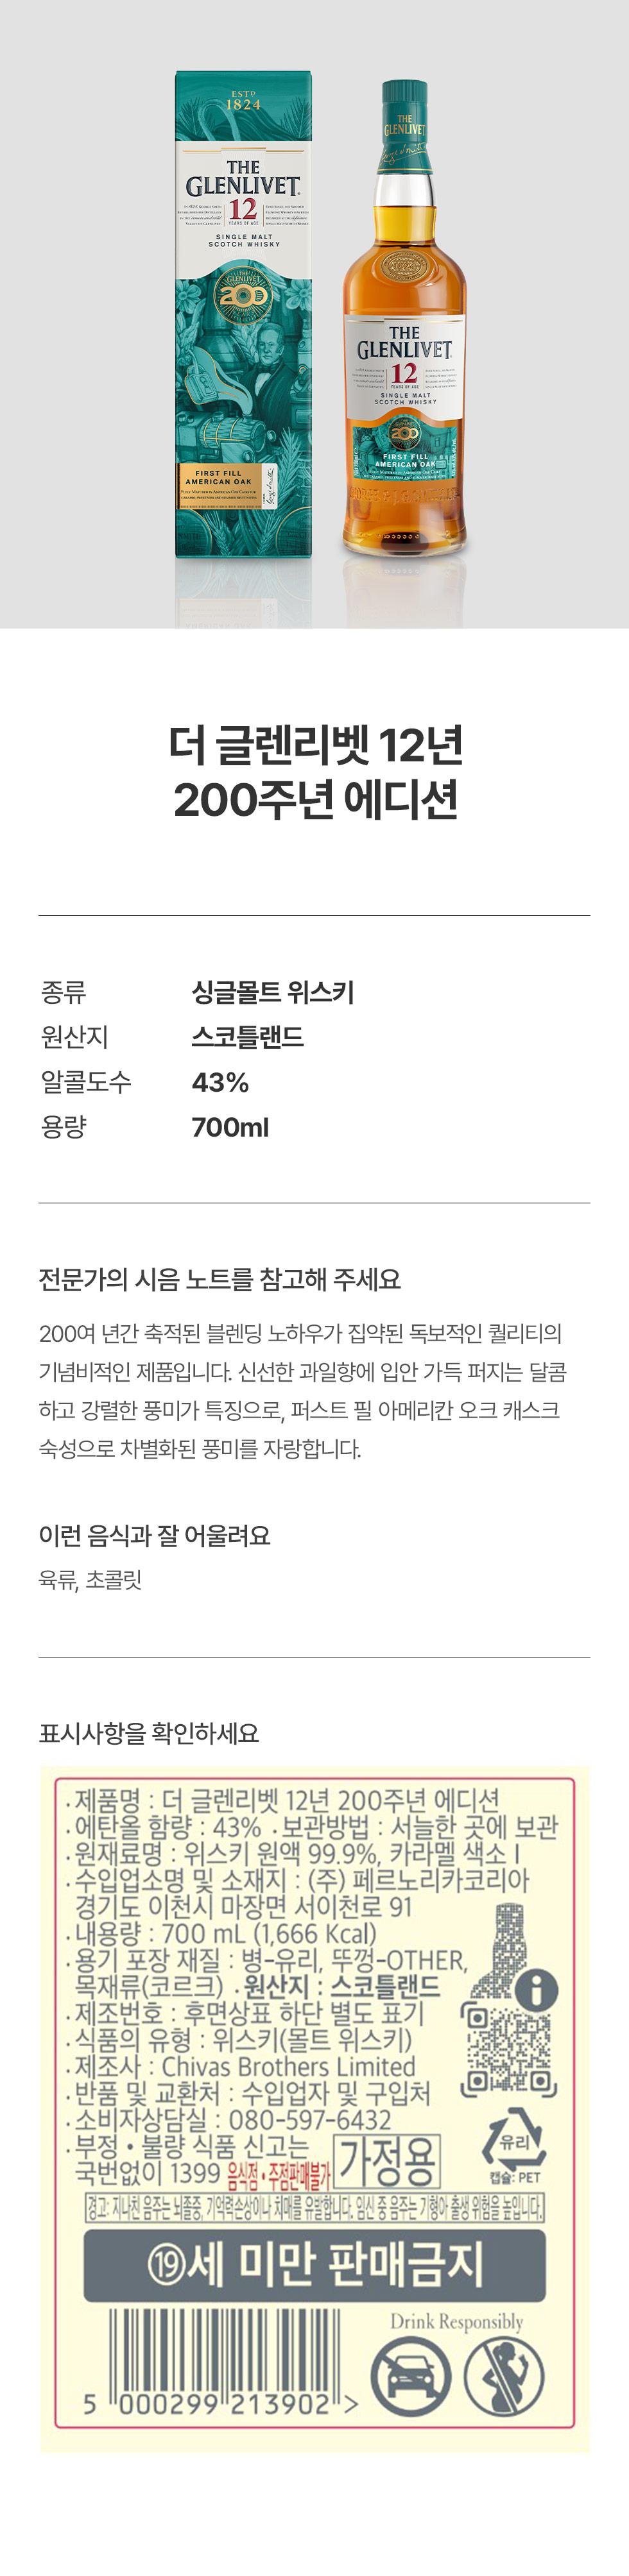 ESTD
1824
THE
GLENLIVET
12
YEARS OF AGE
SINGLE MALT
SCOTCH WHISKY
THE
GLENLIVET
200
FIRST FILL
AMERICAN OAK
THE
GLENLIVET
1824
THE
GLENLIVET
12
YEARS OF AGE
SINGLE MALT
SCOTCH WHISKY
200
FIRST FILL
AMERICAN OAK
더 글렌리벳 12년
200주년 에디션
종류 싱글몰트 위스키
원산지 스코틀랜드
알콜도수 43%
용량 700ml
전문가의 시음 노트를 참고해 주세요
200여 년간 축적된 블렌딩 노하우가 집약된 독보적인 퀄리티의
기념비적인 제품입니다. 신선한 과일향에 입안 가득 퍼지는 달콤
하고 강렬한 풍미가 특징으로, 퍼스트 필 아메리칸 오크 캐스크
숙성으로 차별화된 풍미를 자랑합니다.
이런 음식과 잘 어울려요
육류, 초콜릿
표시사항을 확인하세요
· 제품명 : 더 글렌리벳 12년 200주년 에디션
· 에탄올 함량 : 43% · 보관방법 : 서늘한 곳에 보관
· 원재료명 : 위스키 원액 99.9%, 카라멜 색소 I
· 수입업소명 및 소재지 : (주) 페르노리카코리아
경기도 이천시 마장면 서이천로 91
· 내용량 : 700 mL (1,666 Kcal)
· 용기 포장 재질 : 병-유리, 뚜껑-OTHER,
목재류(코르크) · 원산지 : 스코틀랜드
· 제조번호 : 후면상표 하단 별도 표기
· 식품의 유형 : 위스키(몰트 위스키)
· 제조사 : Chivas Brothers Limited
· 반품 및 교환처 : 수입업자 및 구입처
· 소비자상담실 : 080-597-6432
· 부정 • 불량 식품 신고는
국번없이 1399 음식점 • 주점판매불가 가정용
유리
캡슐: PET
경고: 지나친 음주는 뇌졸중, 기억력손상이나 치매를 유발합니다. 임신 중 음주는 기형아 출생 위험을 높입니다.
⑲세 미만 판매금지
Drink Responsibly
5 000299 213902 >